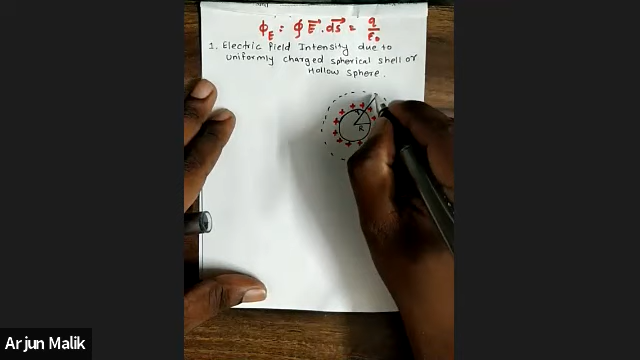 ϕE : ∮ E⃗ . dS⃗ = q/ε0
1. Electric Field Intensity due to
uniformly charged spherical shell or
Hollow sphere.
R
Arjun Malik